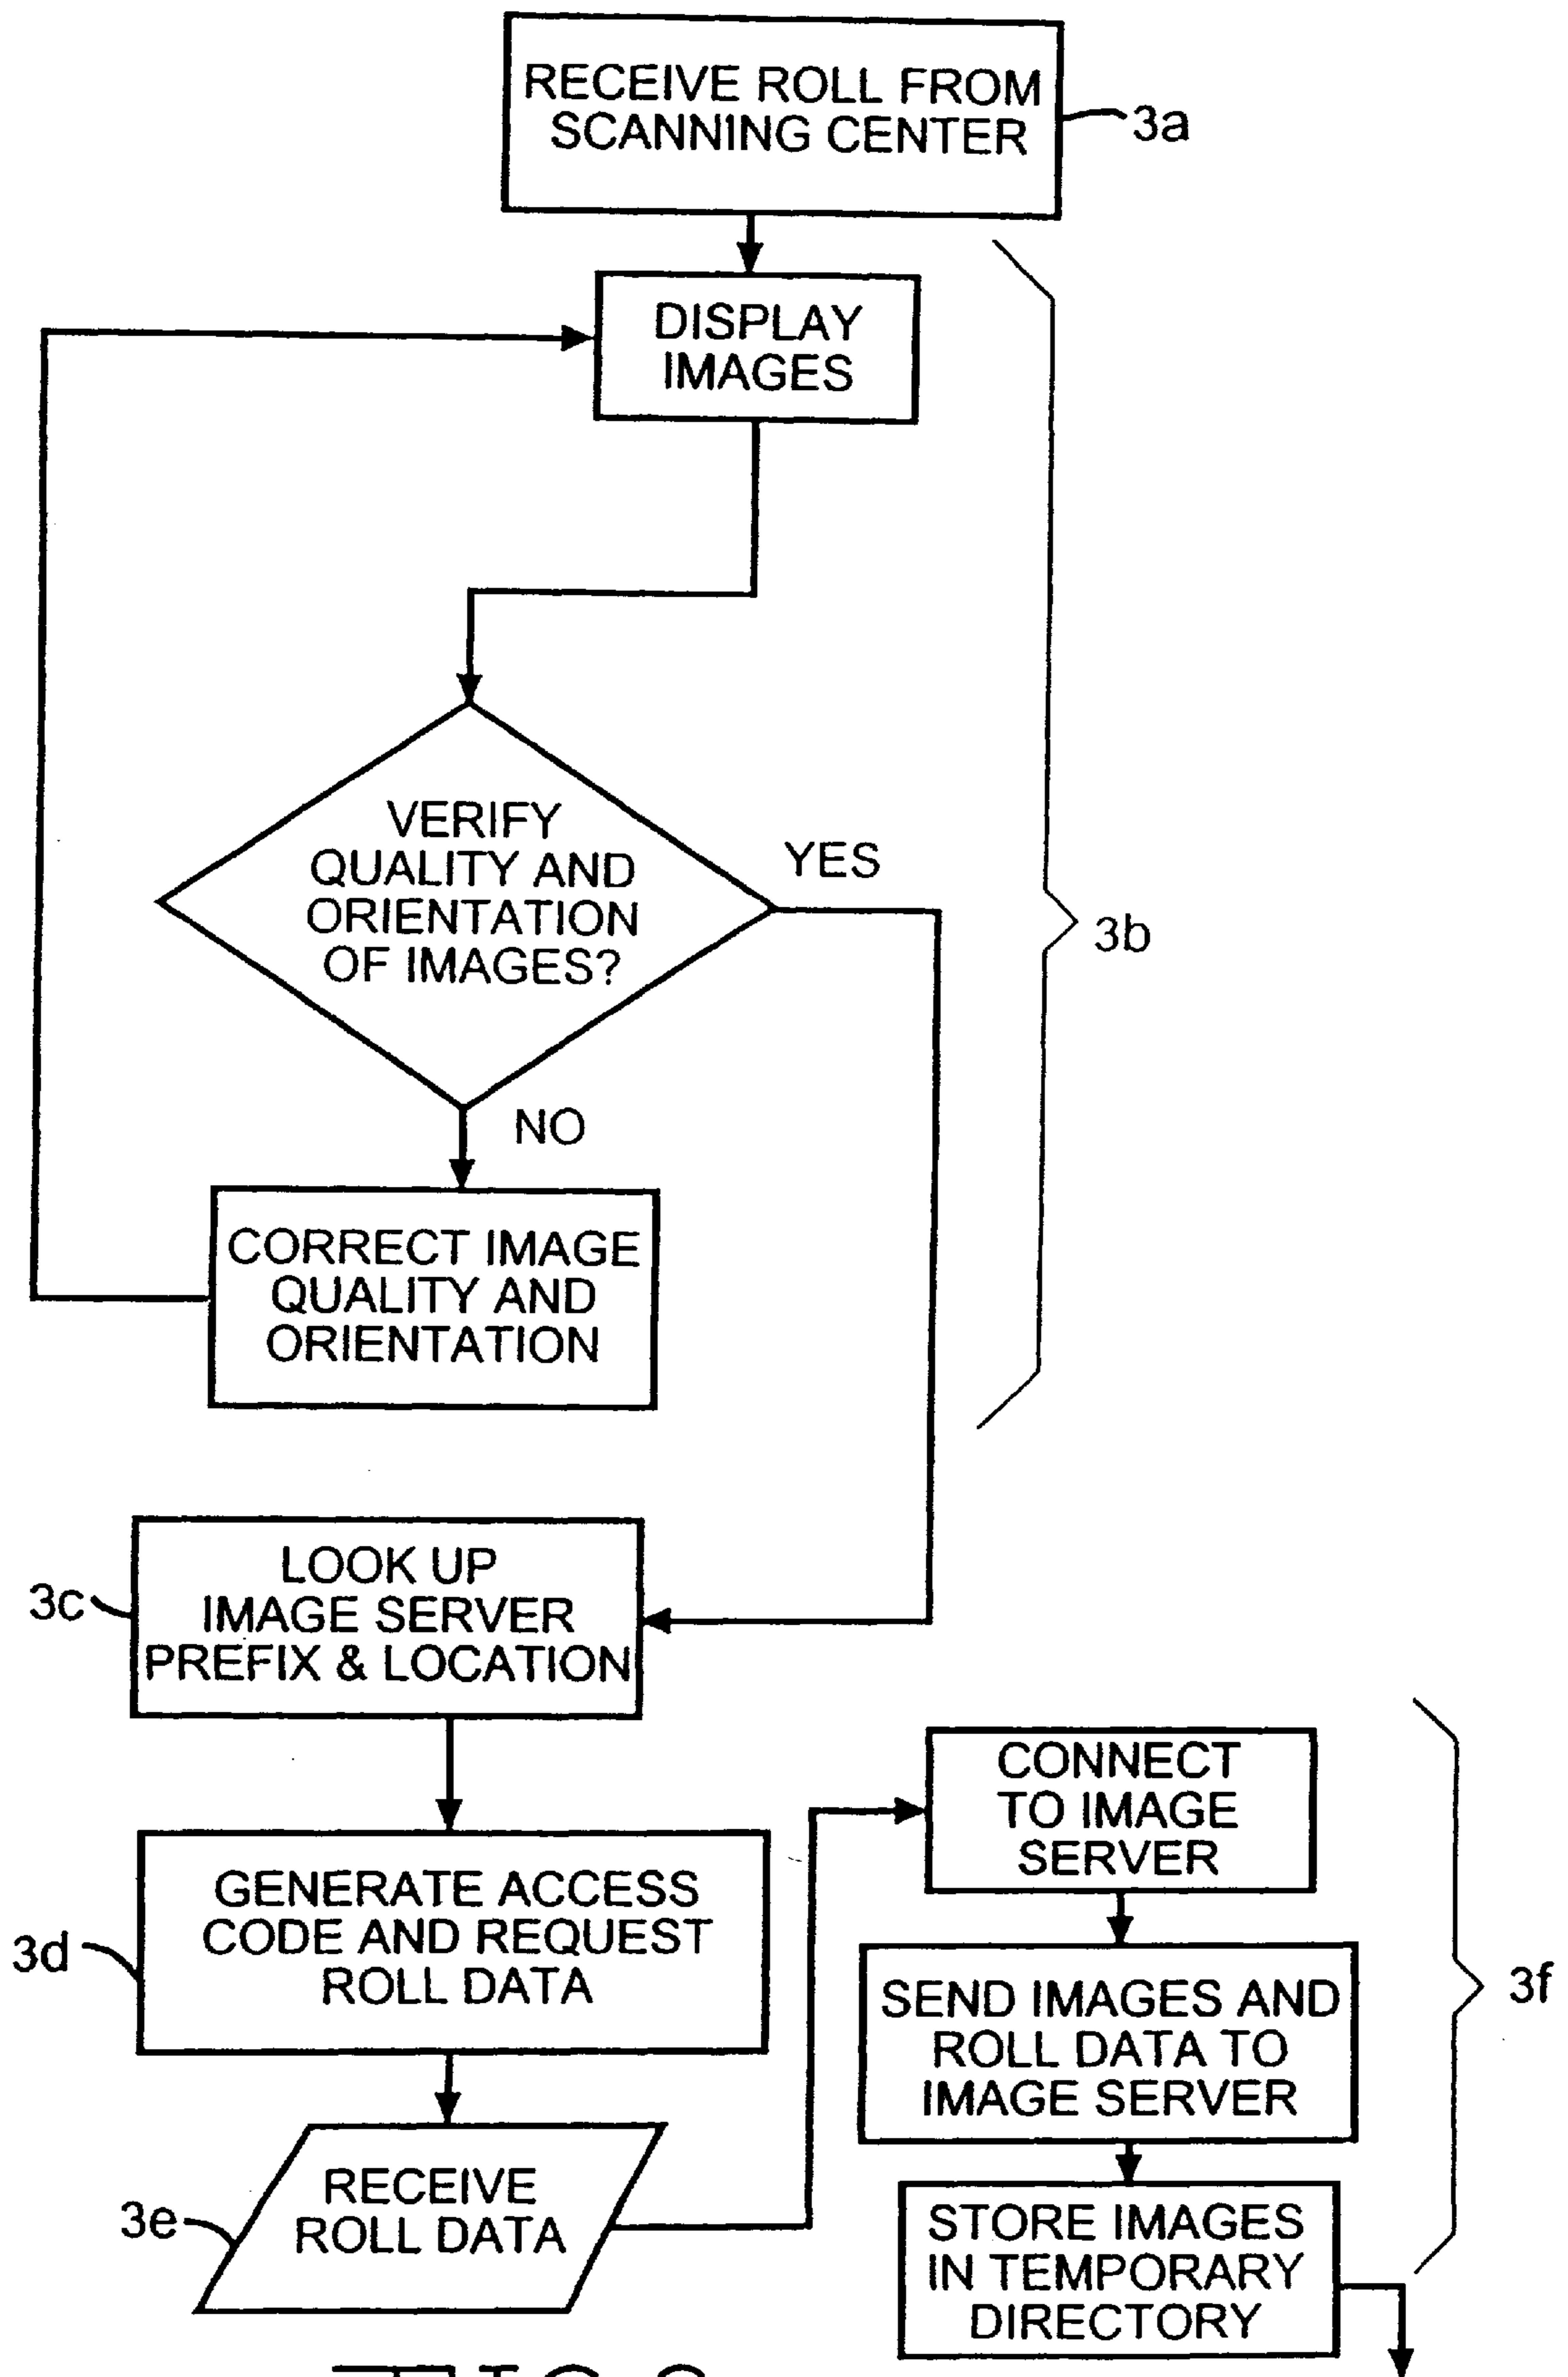 RECEIVE ROLL FROM
SCANNING CENTER
3a
DISPLAY
IMAGES
VERIFY
QUALITY AND
ORIENTATION
OF IMAGES?
YES
3b
NO
CORRECT IMAGE
QUALITY AND
ORIENTATION
3c
LOOK UP
IMAGE SERVER
PREFIX & LOCATION
3d
GENERATE ACCESS
CODE AND REQUEST
ROLL DATA
3e
RECEIVE
ROLL DATA
CONNECT
TO IMAGE
SERVER
SEND IMAGES AND
ROLL DATA TO
IMAGE SERVER
3f
STORE IMAGES
IN TEMPORARY
DIRECTORY